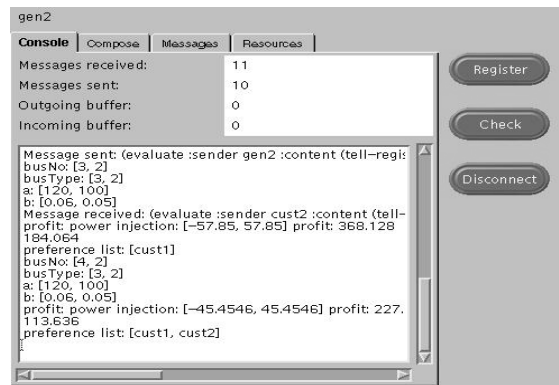 gen2
Console Compose Messages Resources
Messages received: 11
Messages sent: 10
Outgoing buffer: 0
Incoming buffer: 0
Register
Check
Disconnect
Message sent: (evaluate :sender gen2 :content (tell-regis
busNo: [3, 2]
busType: [3, 2]
a: [120, 100]
b: [0.06, 0.05]
Message received: (evaluate :sender cust2 :content (tell-
profit: power injection: [-57.85, 57.85] profit: 368.128
184.064
preference list: [cust1]
busNo: [4, 2]
busType: [3, 2]
a: [120, 100]
b: [0.06, 0.05]
profit: power injection: [-45.4546, 45.4546] profit: 227.
113.636
preference list: [cust1, cust2]